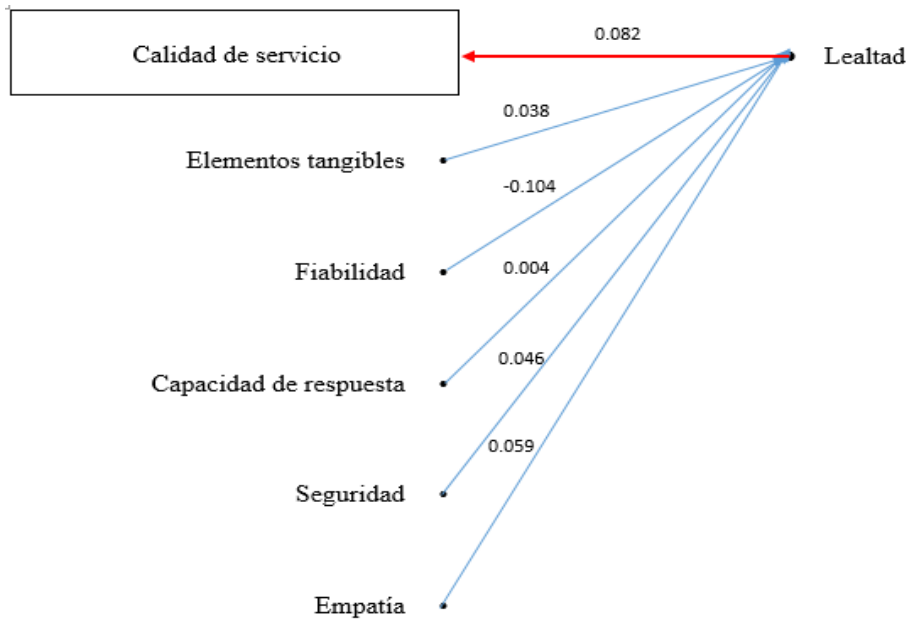 0.082
Calidad de servicio
Lealtad
0.038
Elementos tangibles
-0.104
Fiabilidad
0.004
0.046
Capacidad de respuesta
0.059
Seguridad
Empatía